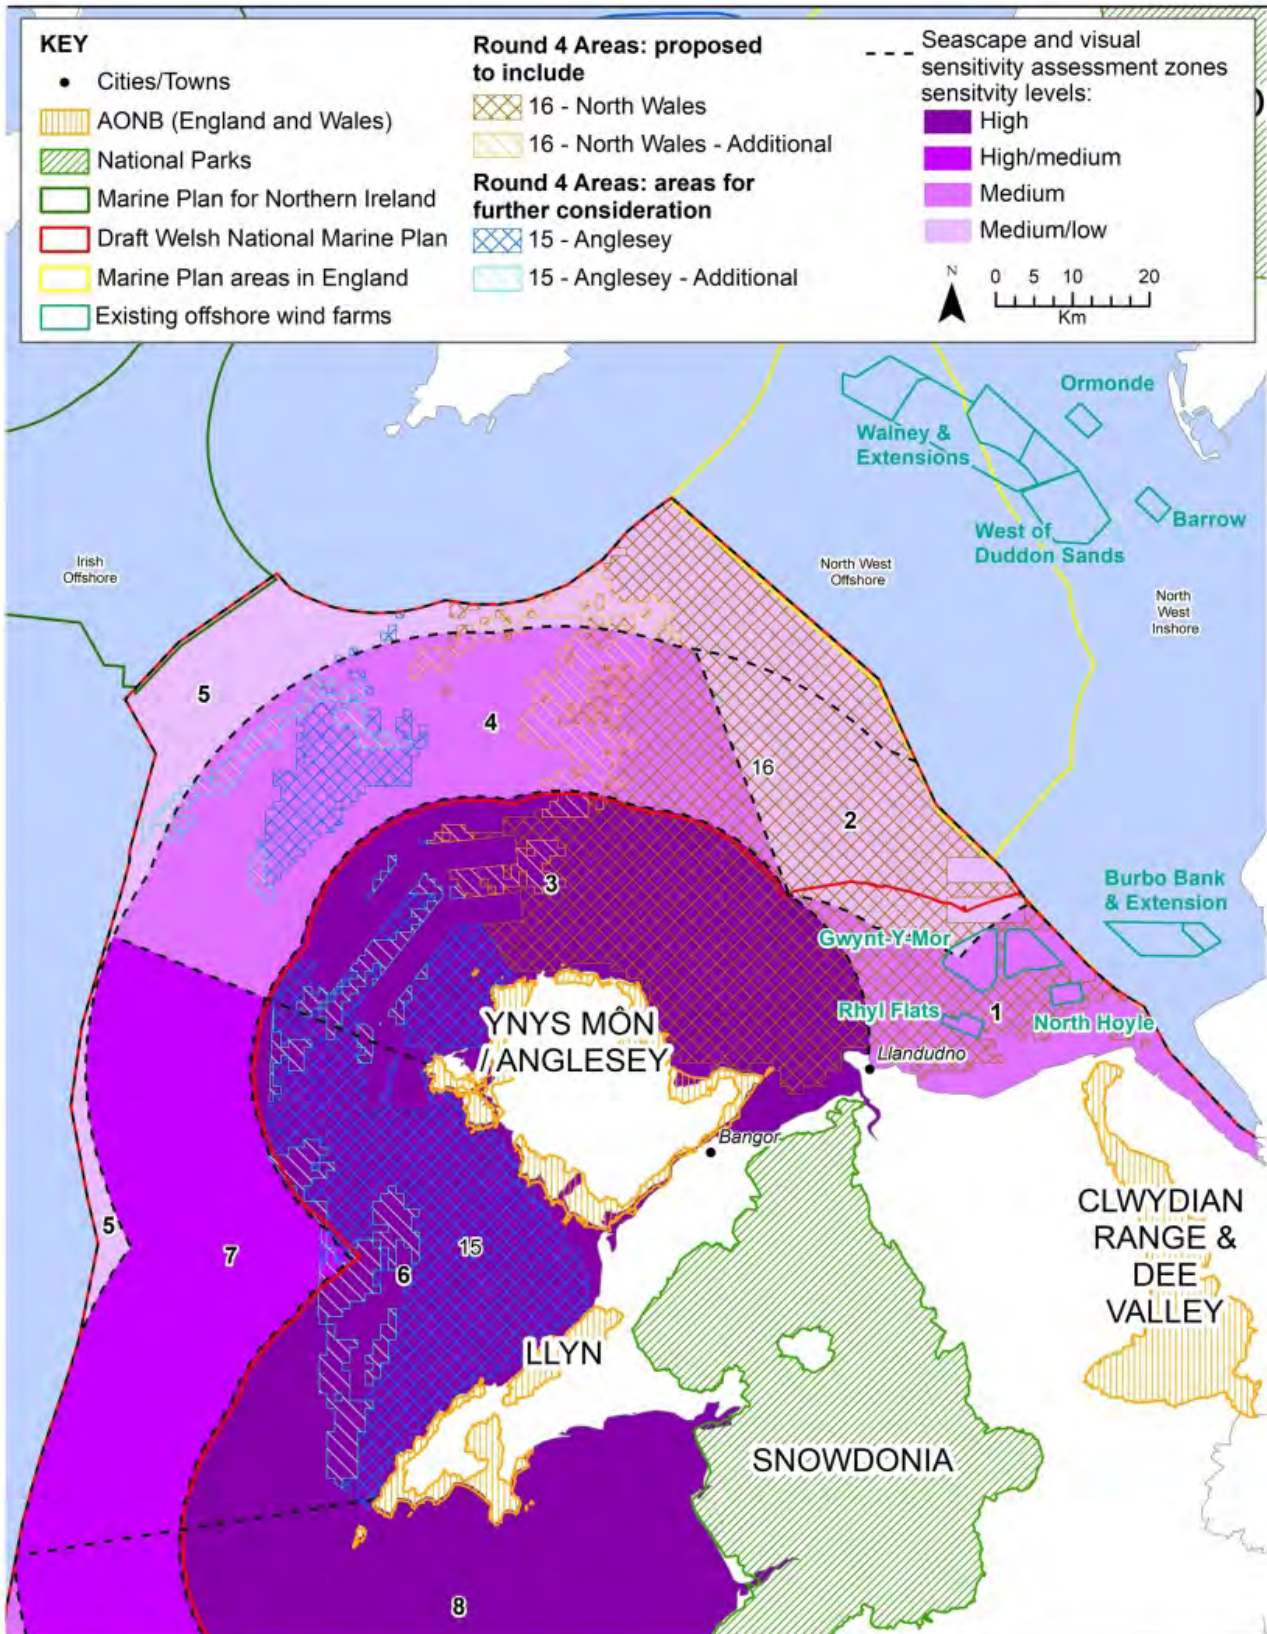 KEY
Cities/Towns
AONB (England and Wales)
National Parks
Marine Plan for Northern Ireland
Draft Welsh National Marine Plan
Marine Plan areas in England
Existing offshore wind farms
Round 4 Areas: proposed
to include
16 - North Wales
16 - North Wales - Additional
Round 4 Areas: areas for
further consideration
15 - Anglesey
15 - Anglesey - Additional
Seascape and visual
sensitivity assessment zones
sensitvity levels:
High
High/medium
Medium
Medium/low
N
0 5 10 20
Km
Ormonde
Walney &
Extensions
West of
Duddon Sands
Barrow
Irish
Offshore
North West
Offshore
North
West
Inshore
5
4
16
2
3
Burbo Bank
& Extension
Gwynt-Y-Mor
Rhyl Flats
1
North Hoyle
YNYS MÔN
/ ANGLESEY
Llandudno
Bangor
5
7
15
6
CLWYDIAN
RANGE &
DEE
VALLEY
LLYN
SNOWDONIA
8